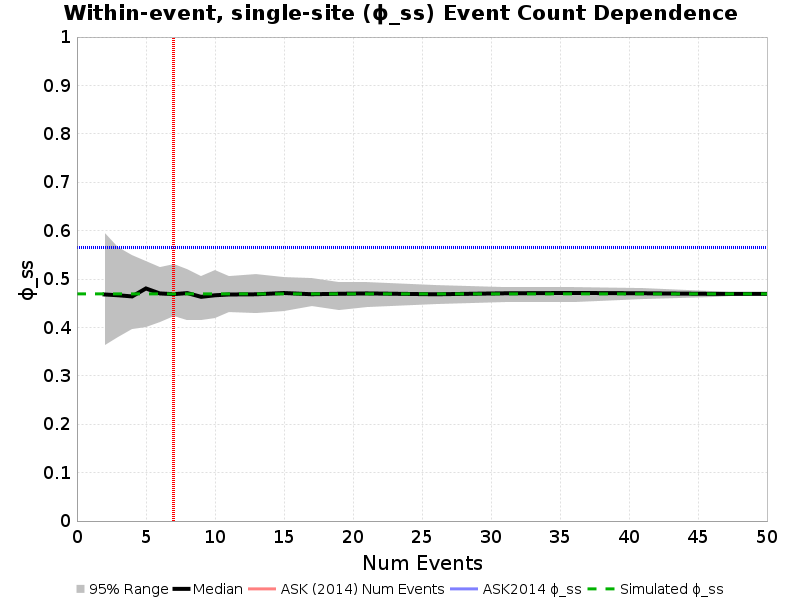 Within-event, single-site (ϕ_ss) Event Count Dependence
1
0.9
0.8
0.7
0.6
0.5
0.4
0.3
0.2
0.1
0
ϕ_ss
0 5 10 15 20 25 30 35 40 45 50
Num Events
95% Range Median ASK (2014) Num Events ASK2014 ϕ_ss Simulated ϕ_ss